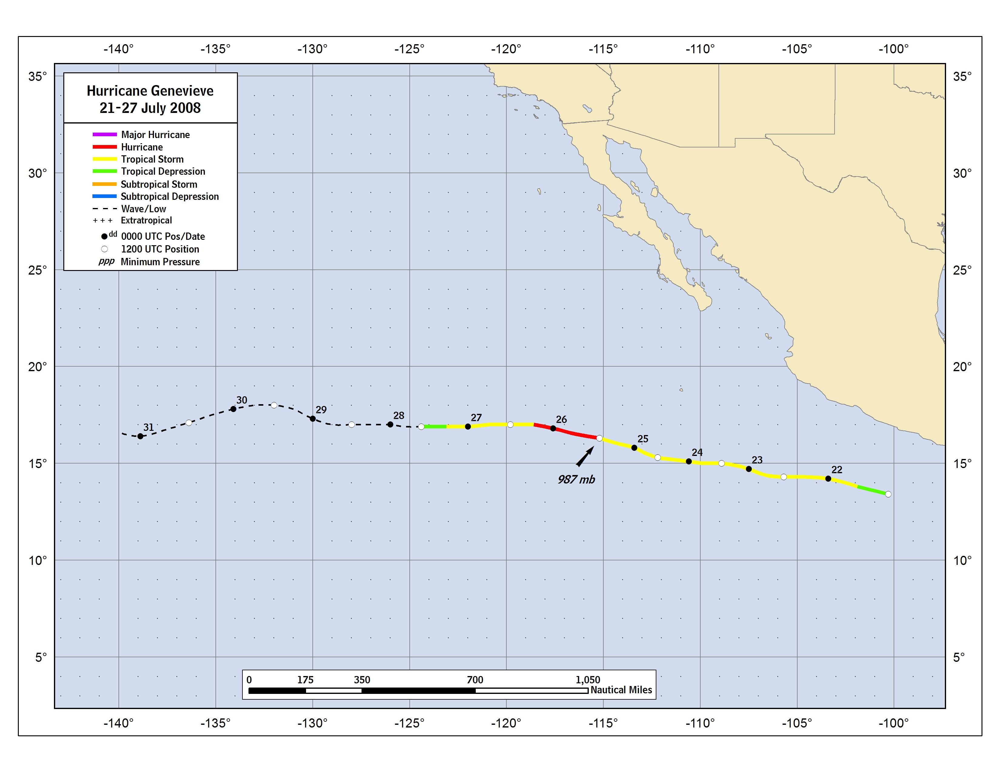 -140° -135° -130° -125° -120° -115° -110° -105° -100°
35° 35°
Hurricane Genevieve
21-27 July 2008
Major Hurricane
Hurricane
Tropical Storm
Tropical Depression
Subtropical Storm
Subtropical Depression
Wave/Low
+ + + Extratropical
dd 0000 UTC Pos/Date
1200 UTC Position
ppp Minimum Pressure
30° 30°
25° 25°
20° 20°
31 30 29 28 27 26 25 24 23 22
15° 15°
987 mb
10° 10°
5° 5°
0 175 350 700 1,050
Nautical Miles
-140° -135° -130° -125° -120° -115° -110° -105° -100°